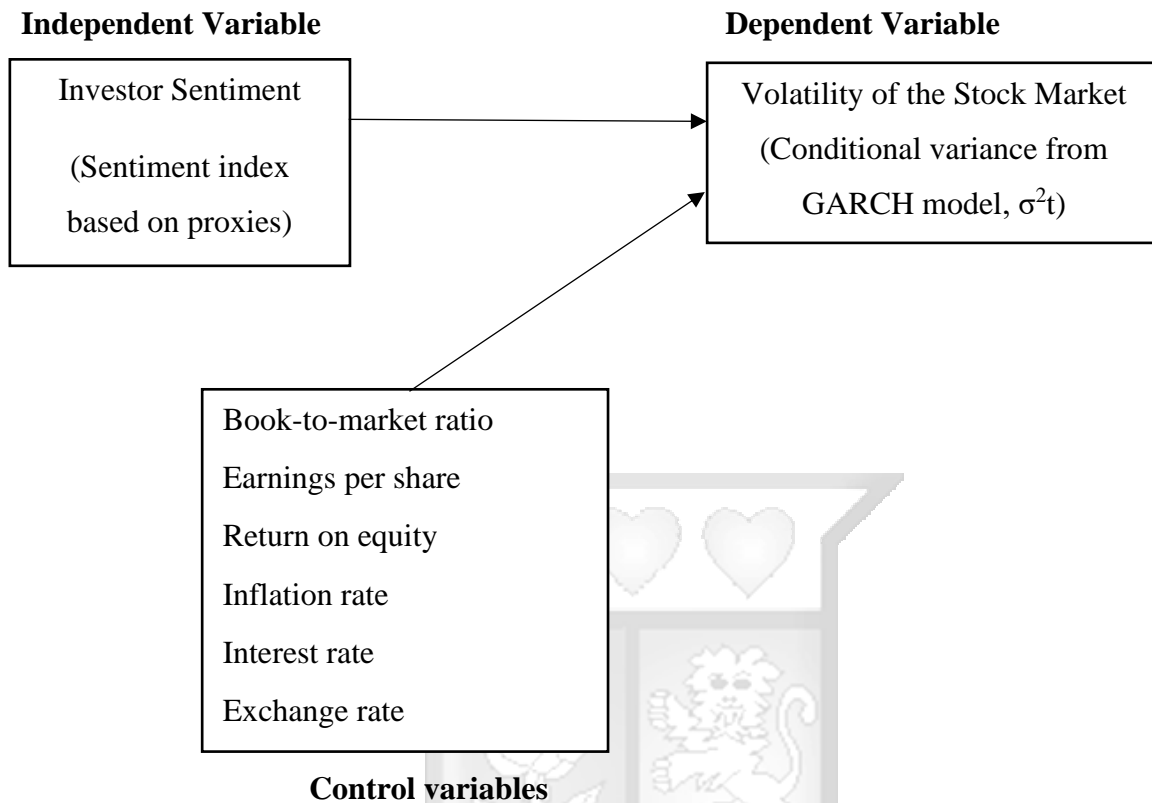 Independent Variable
Dependent Variable
Investor Sentiment
(Sentiment index
based on proxies)
Volatility of the Stock Market
(Conditional variance from
GARCH model, σ²t)
Book-to-market ratio
Earnings per share
Return on equity
Inflation rate
Interest rate
Exchange rate
Control variables